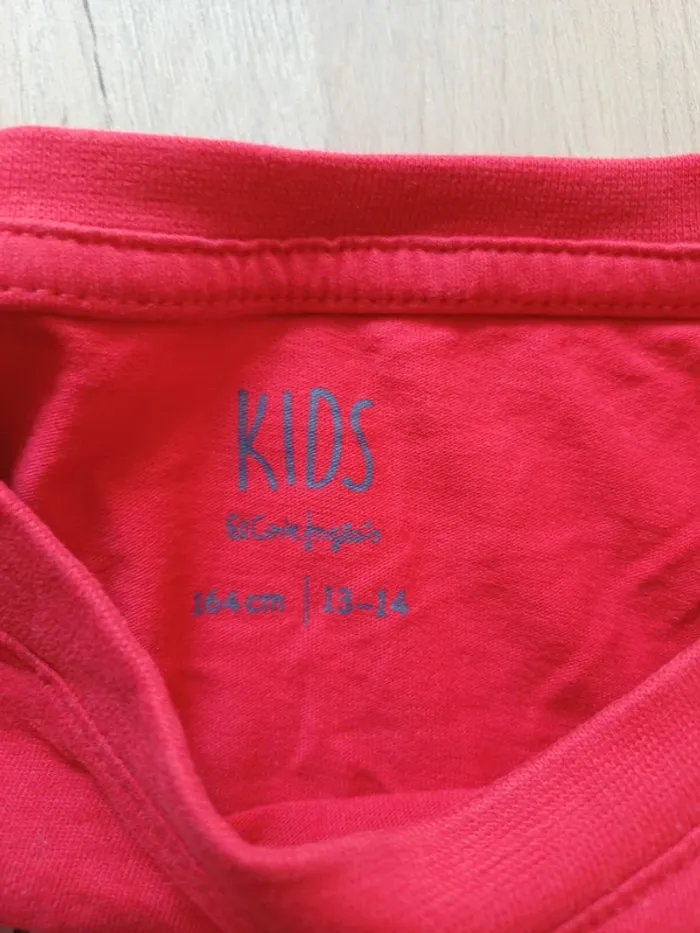 KIDS
El Corte Inglés
164 cm | 13-14